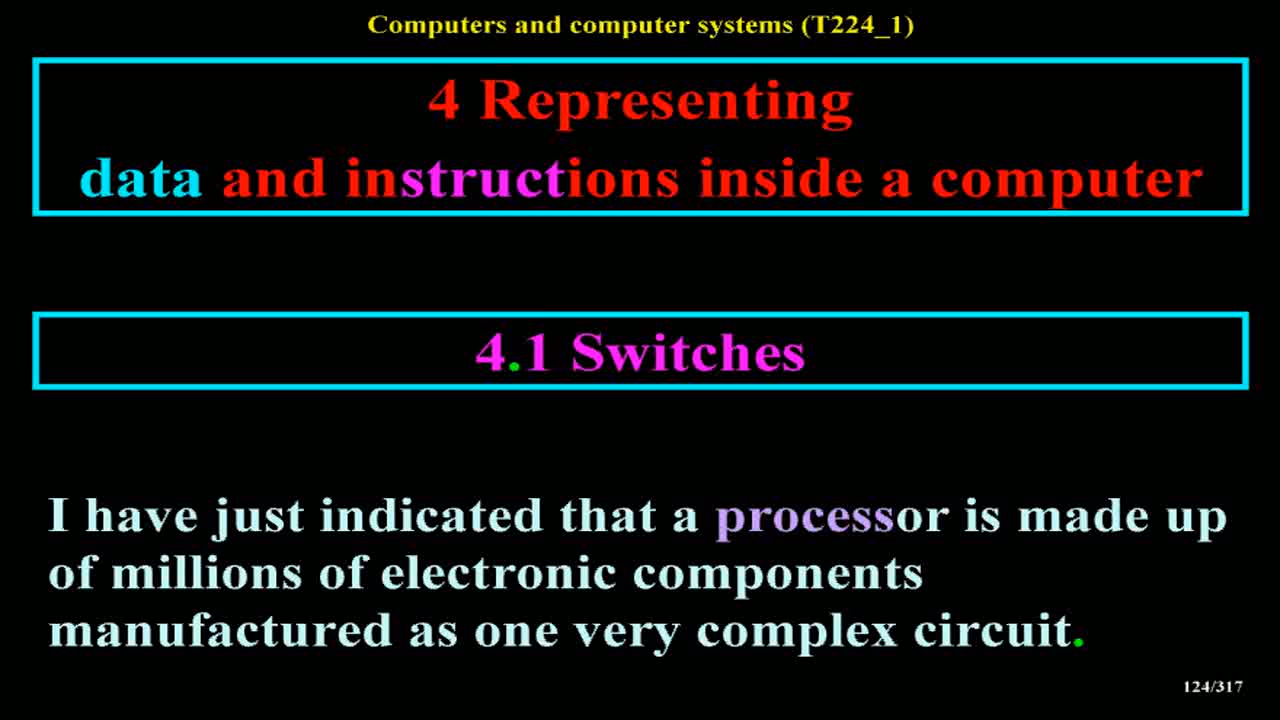 Computers and computer systems (T224_1)
4 Representing
data and instructions inside a computer
4.1 Switches
I have just indicated that a processor is made up
of millions of electronic components
manufactured as one very complex circuit.
124/317